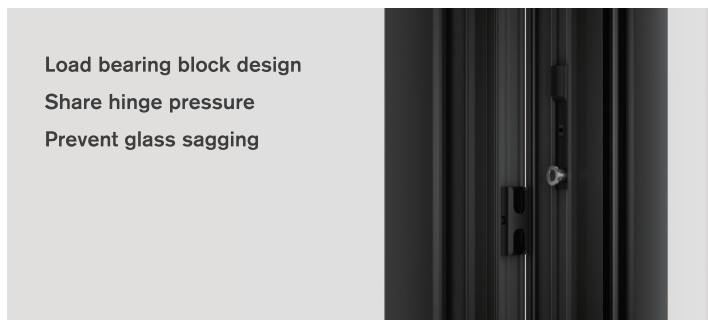 Load bearing block design
Share hinge pressure
Prevent glass sagging